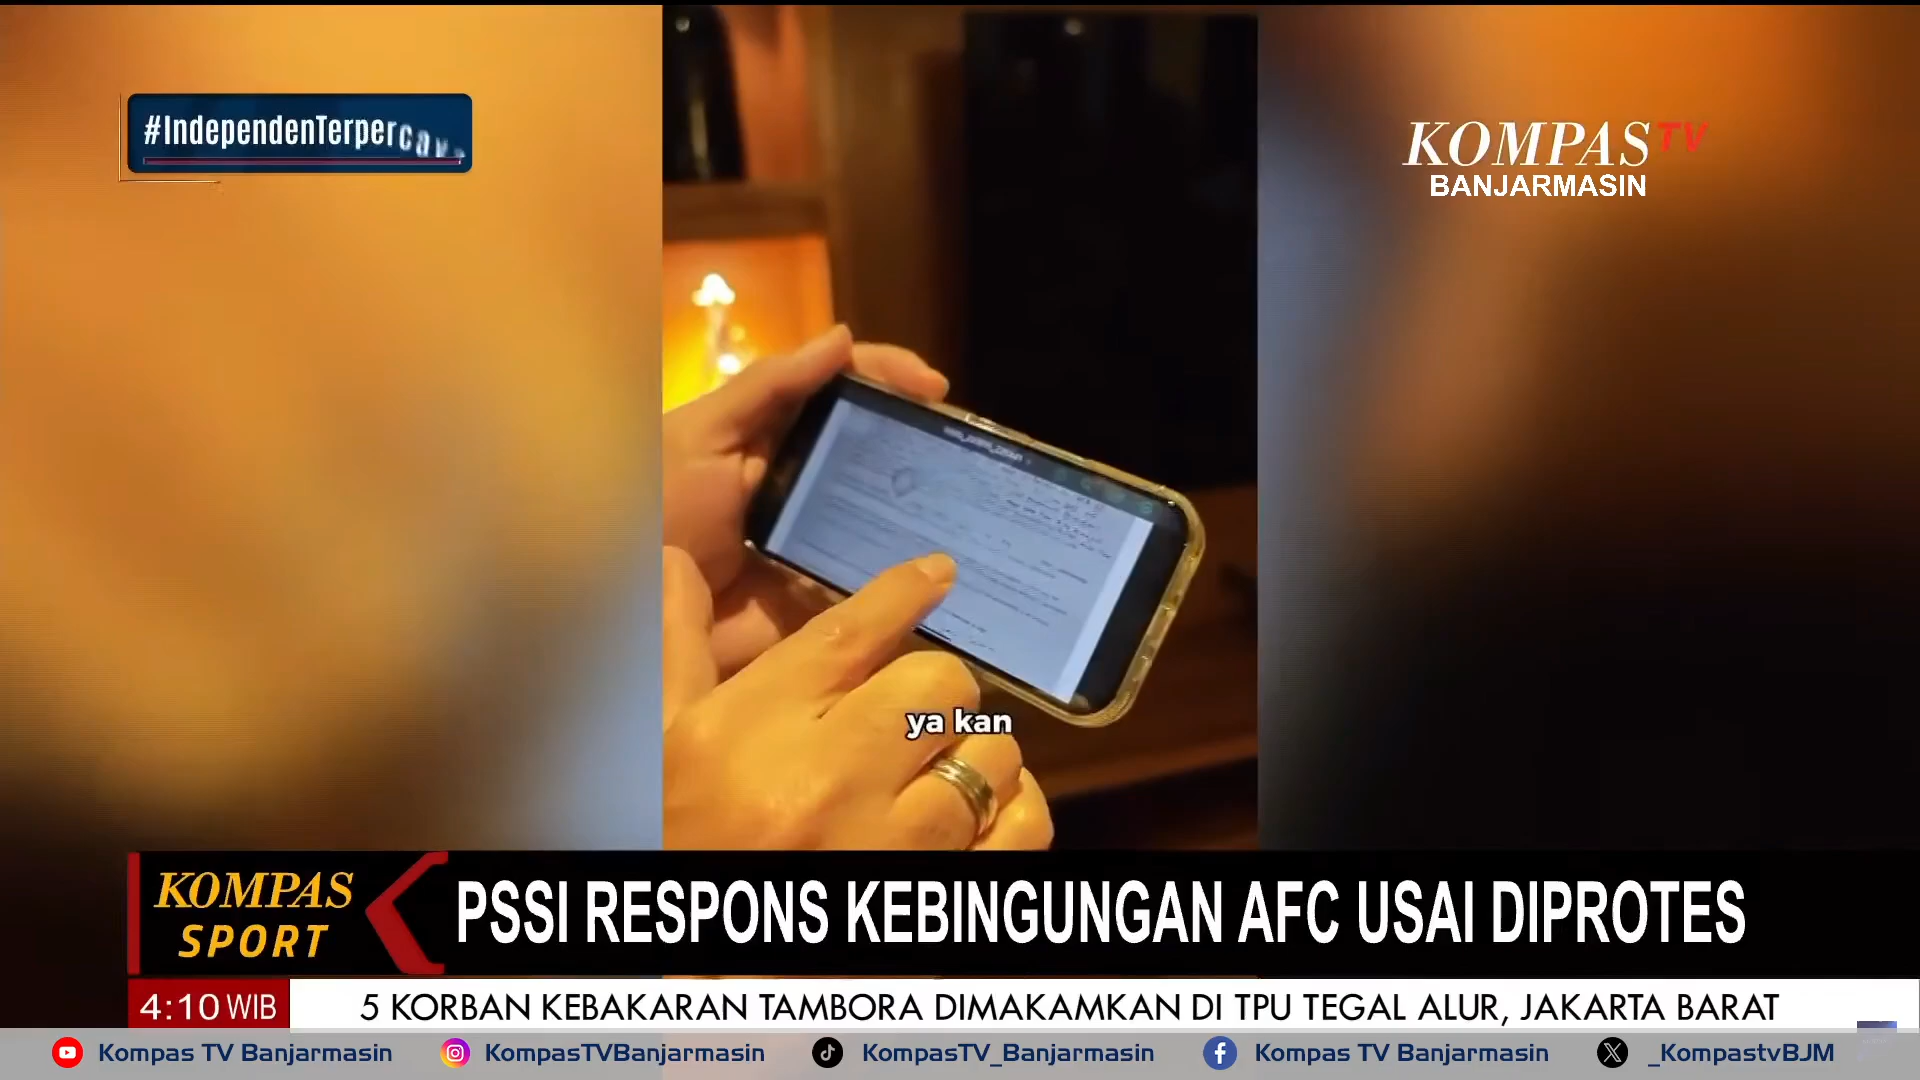 #IndependenTerpercaya
KOMPAS TV
BANJARMASIN
ya kan
KOMPAS
SPORT
PSSI RESPONS KEBINGUNGAN AFC USAI DIPROTES
4:10 WIB
5 KORBAN KEBAKARAN TAMBORA DIMAKAMKAN DI TPU TEGAL ALUR, JAKARTA BARAT
Kompas TV Banjarmasin
KompasTVBanjarmasin
KompasTV_Banjarmasin
Kompas TV Banjarmasin
_KompastvBJM